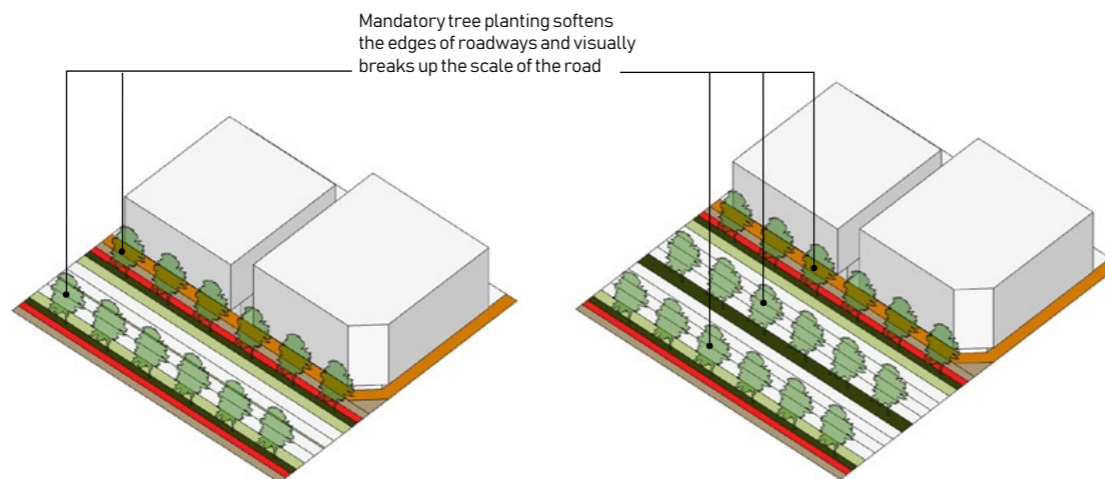 Mandatory tree planting softens
the edges of roadways and visually
breaks up the scale of the road